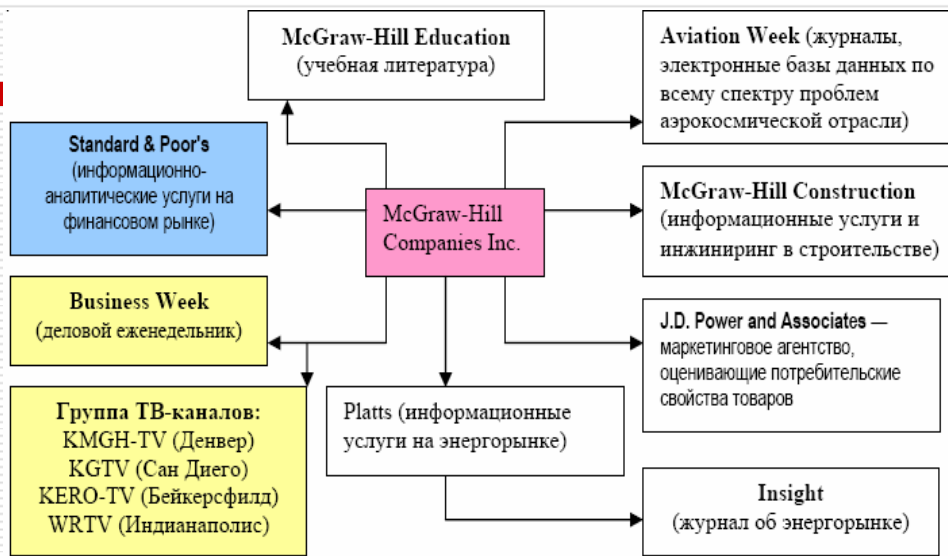 McGraw-Hill Education
(учебная литература)
Aviation Week (журналы,
электронные базы данных по
всему спектру проблем
аэрокосмической отрасли)
Standard & Poor's
(информационно-
аналитические услуги на
финансовом рынке)
McGraw-Hill
Companies Inc.
McGraw-Hill Construction
(информационные услуги и
инжиниринг в строительстве)
Business Week
(деловой еженедельник)
J.D. Power and Associates —
маркетинговое агентство,
оценивающие потребительские
свойства товаров
Группа ТВ-каналов:
KMGH-TV (Денвер)
KGTV (Сан Диего)
KERO-TV (Бейкерсфилд)
WRTV (Индианаполис)
Platts (информационные
услуги на энергорынке)
Insight
(журнал об энергорынке)